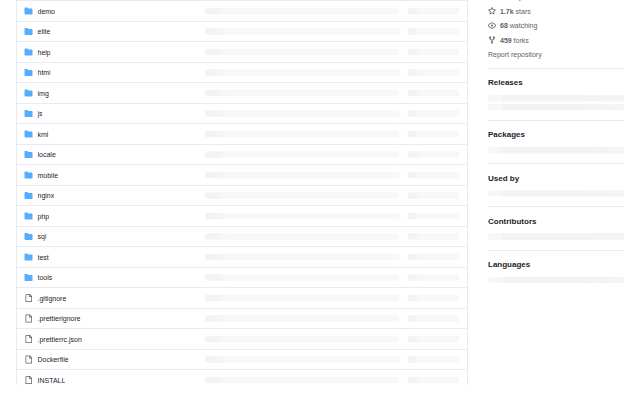 demo
elite
help
html
img
js
kml
locale
mobile
nginx
php
sql
test
tools
.gitignore
.prettierignore
.prettierrc.json
Dockerfile
INSTALL
1.7k stars
68 watching
459 forks
Report repository
Releases
Packages
Used by
Contributors
Languages